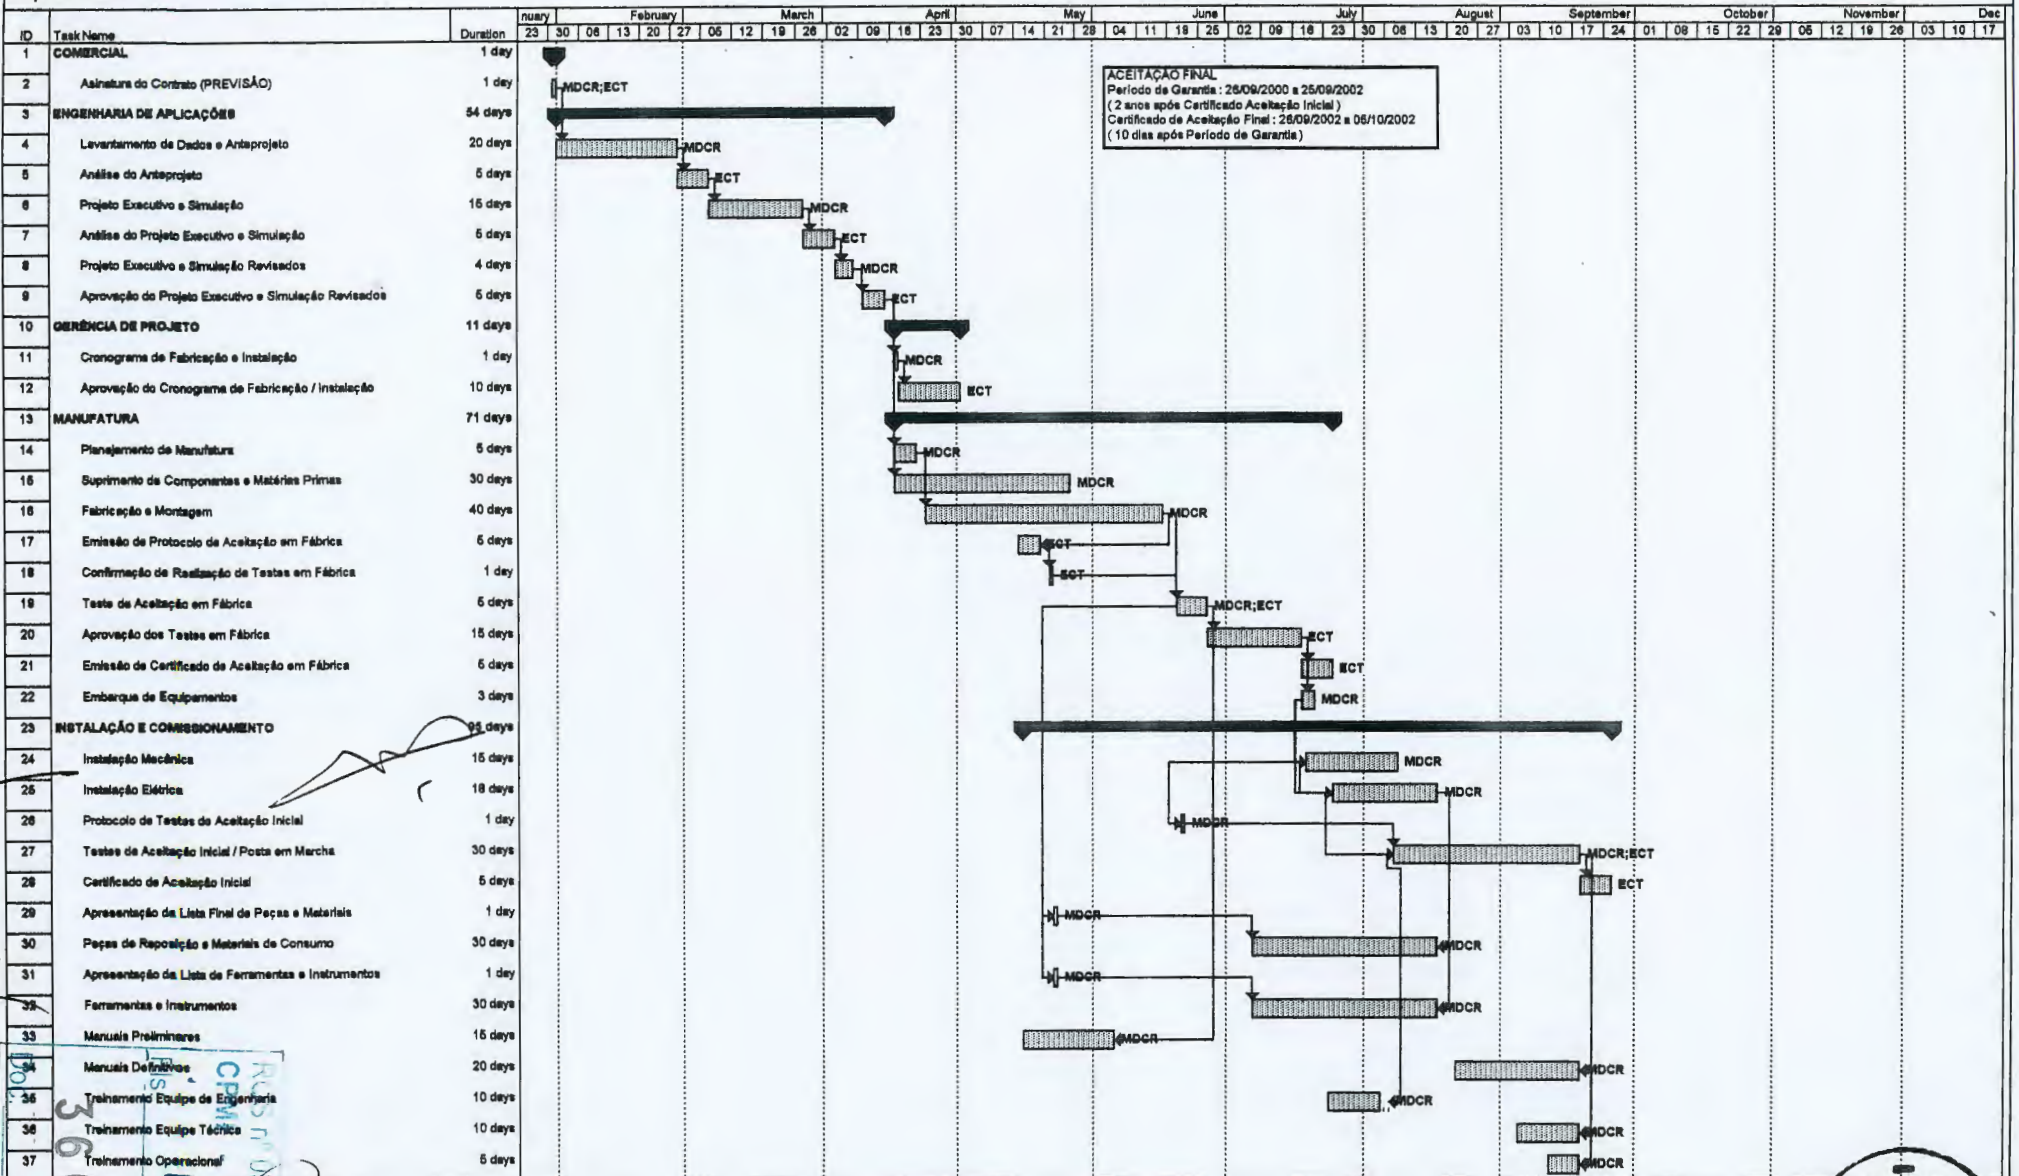 nuary February March April May June July August September October November Dec
ID Task Name Duration 23 30 06 13 20 27 05 12 19 26 02 09 16 23 30 07 14 21 28 04 11 18 25 02 09 16 23 30 06 13 20 27 03 10 17 24 01 08 15 22 29 05 12 19 26 03 10 17
1 COMERCIAL 1 day
2 Asinatura do Contrato (PREVISÃO) 1 day MDCR;ECT
ACEITAÇÃO FINAL
Período de Garantia : 26/09/2000 a 25/09/2002
( 2 anos após Certificado Aceitação Inicial )
Certificado de Aceitação Final : 26/09/2002 a 05/10/2002
( 10 dias após Período de Garantia )
3 ENGENHARIA DE APLICAÇÕES 54 days
4 Levantamento de Dados e Anteprojeto 20 days MDCR
5 Análise do Anteprojeto 5 days ECT
6 Projeto Executivo e Simulação 15 days MDCR
7 Análise do Projeto Executivo e Simulação 5 days ECT
8 Projeto Executivo e Simulação Revisados 4 days MDCR
9 Aprovação do Projeto Executivo e Simulação Revisados 5 days ECT
10 GERÊNCIA DE PROJETO 11 days
11 Cronograma de Fabricação e Instalação 1 day MDCR
12 Aprovação do Cronograma de Fabricação / Instalação 10 days ECT
13 MANUFATURA 71 days
14 Planejamento de Manufatura 5 days MDCR
15 Suprimento de Componentes e Matérias Primas 30 days MDCR
16 Fabricação e Montagem 40 days MDCR
17 Emissão de Protocolo de Aceitação em Fábrica 5 days ECT
18 Confirmação de Realização de Testes em Fábrica 1 day ECT
19 Teste de Aceitação em Fábrica 5 days MDCR;ECT
20 Aprovação dos Testes em Fábrica 15 days ECT
21 Emissão de Certificado de Aceitação em Fábrica 5 days ECT
22 Embarque de Equipamentos 3 days MDCR
23 INSTALAÇÃO E COMISSIONAMENTO 95 days
24 Instalação Mecânica 15 days MDCR
25 Instalação Elétrica 18 days MDCR
26 Protocolo de Testes de Aceitação Inicial 1 day MDCR
27 Testes de Aceitação Inicial / Posta em Marcha 30 days MDCR;ECT
28 Certificado de Aceitação Inicial 5 days ECT
29 Apresentação da Lista Final de Peças e Materiais 1 day MDCR
30 Peças de Reposição e Materiais de Consumo 30 days MDCR
31 Apresentação da Lista de Ferramentas e Instrumentos 1 day MDCR
32 Ferramentas e Instrumentos 30 days MDCR
33 Manuais Preliminares 15 days MDCR
34 Manuais Definitivos 20 days MDCR
35 Treinamento Equipe de Engenharia 10 days MDCR
36 Treinamento Equipe Técnica 10 days MDCR
37 Treinamento Operacional 5 days MDCR
CPMI
Fls
Doc.
36